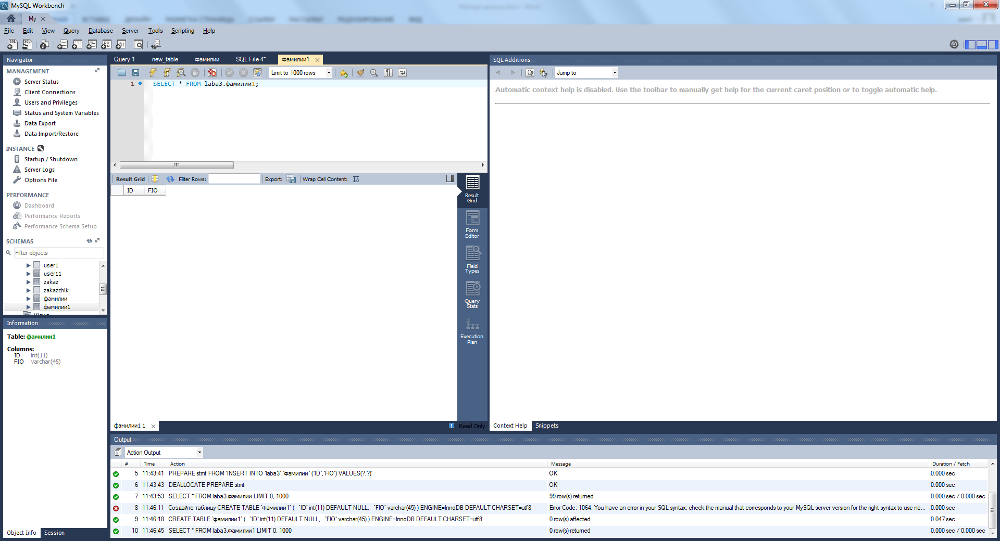 MySQL Workbench
My
File Edit View Query Database Server Tools Scripting Help
Navigator
MANAGEMENT
Server Status
Client Connections
Users and Privileges
Status and System Variables
Data Export
Data Import/Restore
INSTANCE
Startup / Shutdown
Server Logs
Options File
PERFORMANCE
Dashboard
Performance Reports
Performance Schema Setup
SCHEMAS
Filter objects
user1
user11
zakaz
zakazchik
фамилии
фамилии1
Views
Information
Table: фамилии1
Columns:
ID int(11)
FIO varchar(45)
Object Info Session
Query 1 new_table фамилии SQL File 4* фамилии1
Limit to 1000 rows
1 SELECT * FROM laba3.фамилии1;
Result Grid Filter Rows: Export: Wrap Cell Content:
ID FIO
Result Grid
Form Editor
Field Types
Query Stats
Execution Plan
фамилии1 1 Read Only
SQL Additions
Jump to
Automatic context help is disabled. Use the toolbar to manually get help for the current caret position or to toggle automatic help.
Context Help Snippets
Output
Action Output
# Time Action Message Duration / Fetch
5 11:43:41 PREPARE stmt FROM 'INSERT INTO `laba3`.`фамилии` (`ID`,`FIO`) VALUES(?,?)' OK 0.000 sec
6 11:43:43 DEALLOCATE PREPARE stmt OK 0.000 sec
7 11:43:53 SELECT * FROM laba3.фамилии LIMIT 0, 1000 99 row(s) returned 0.000 sec / 0.000 sec
8 11:46:11 Создайте таблицу CREATE TABLE `Фамилии1` ( `ID` int(11) DEFAULT NULL, `FIO` varchar(45) ) ENGINE=InnoDB DEFAULT CHARSET=utf8 Error Code: 1064. You have an error in your SQL syntax; check the manual that corresponds to your MySQL server version for the right syntax to use ne... 0.000 sec
9 11:46:18 CREATE TABLE `Фамилии1` ( `ID` int(11) DEFAULT NULL, `FIO` varchar(45) ) ENGINE=InnoDB DEFAULT CHARSET=utf8 0 row(s) affected 0.047 sec
10 11:46:45 SELECT * FROM laba3.фамилии1 LIMIT 0, 1000 0 row(s) returned 0.000 sec / 0.000 sec